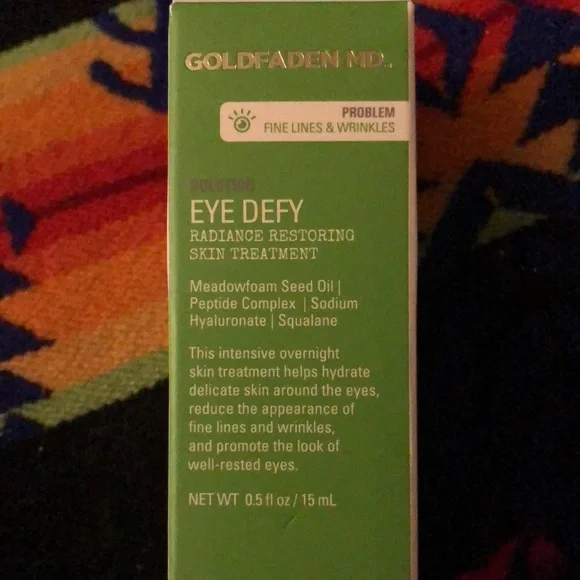 GOLDFADEN MD.
PROBLEM
FINE LINES & WRINKLES
SOLUTION
EYE DEFY
RADIANCE RESTORING
SKIN TREATMENT
Meadowfoam Seed Oil |
Peptide Complex | Sodium
Hyaluronate | Squalane
This intensive overnight
skin treatment helps hydrate
delicate skin around the eyes,
reduce the appearance of
fine lines and wrinkles,
and promote the look of
well-rested eyes.
NET WT 0.5 fl oz / 15 mL